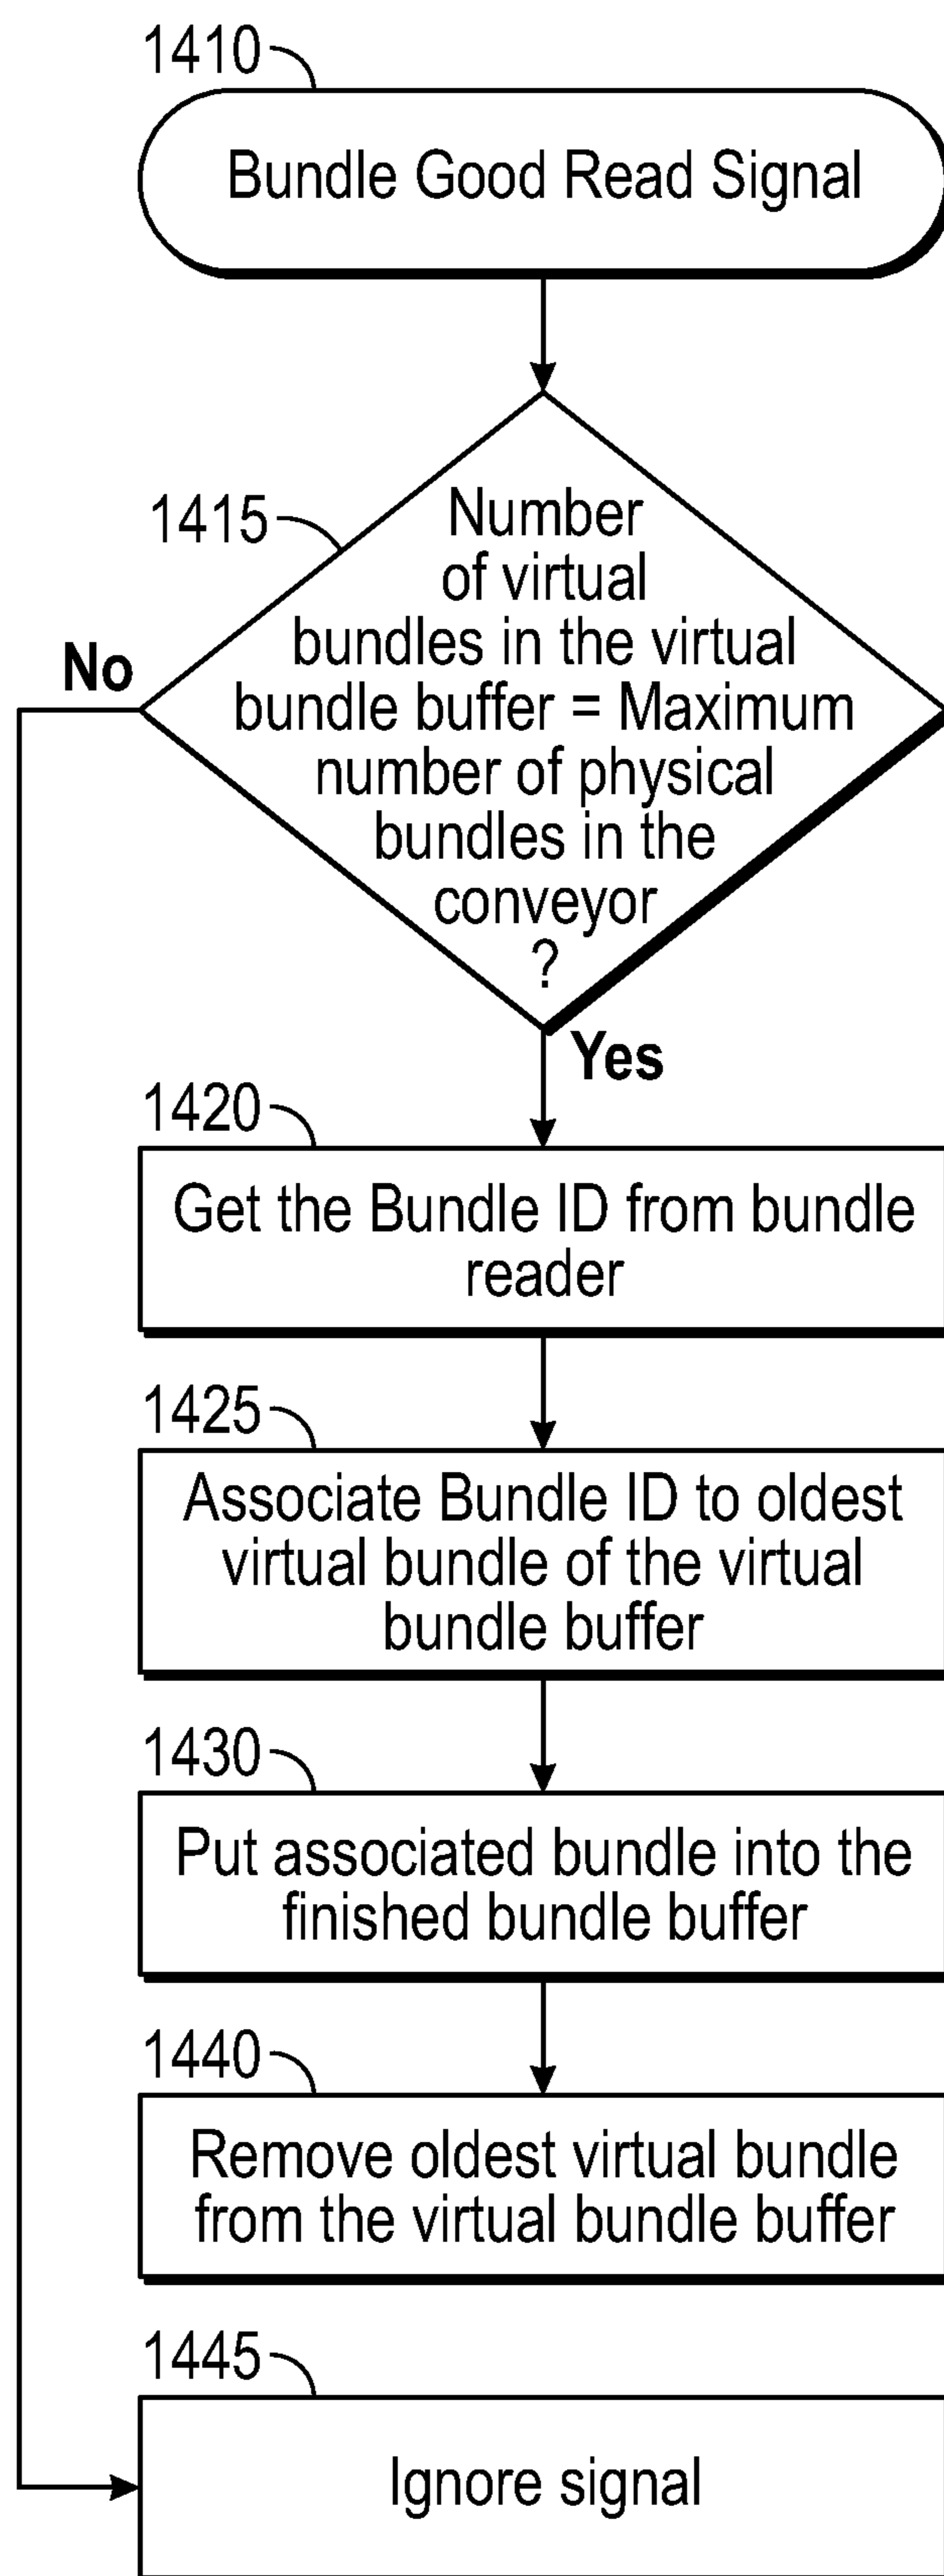 1410
Bundle Good Read Signal
1415
Number
of virtual
bundles in the virtual
bundle buffer = Maximum
number of physical
bundles in the
conveyor
?
No
Yes
1420
Get the Bundle ID from bundle
reader
1425
Associate Bundle ID to oldest
virtual bundle of the virtual
bundle buffer
1430
Put associated bundle into the
finished bundle buffer
1440
Remove oldest virtual bundle
from the virtual bundle buffer
1445
Ignore signal